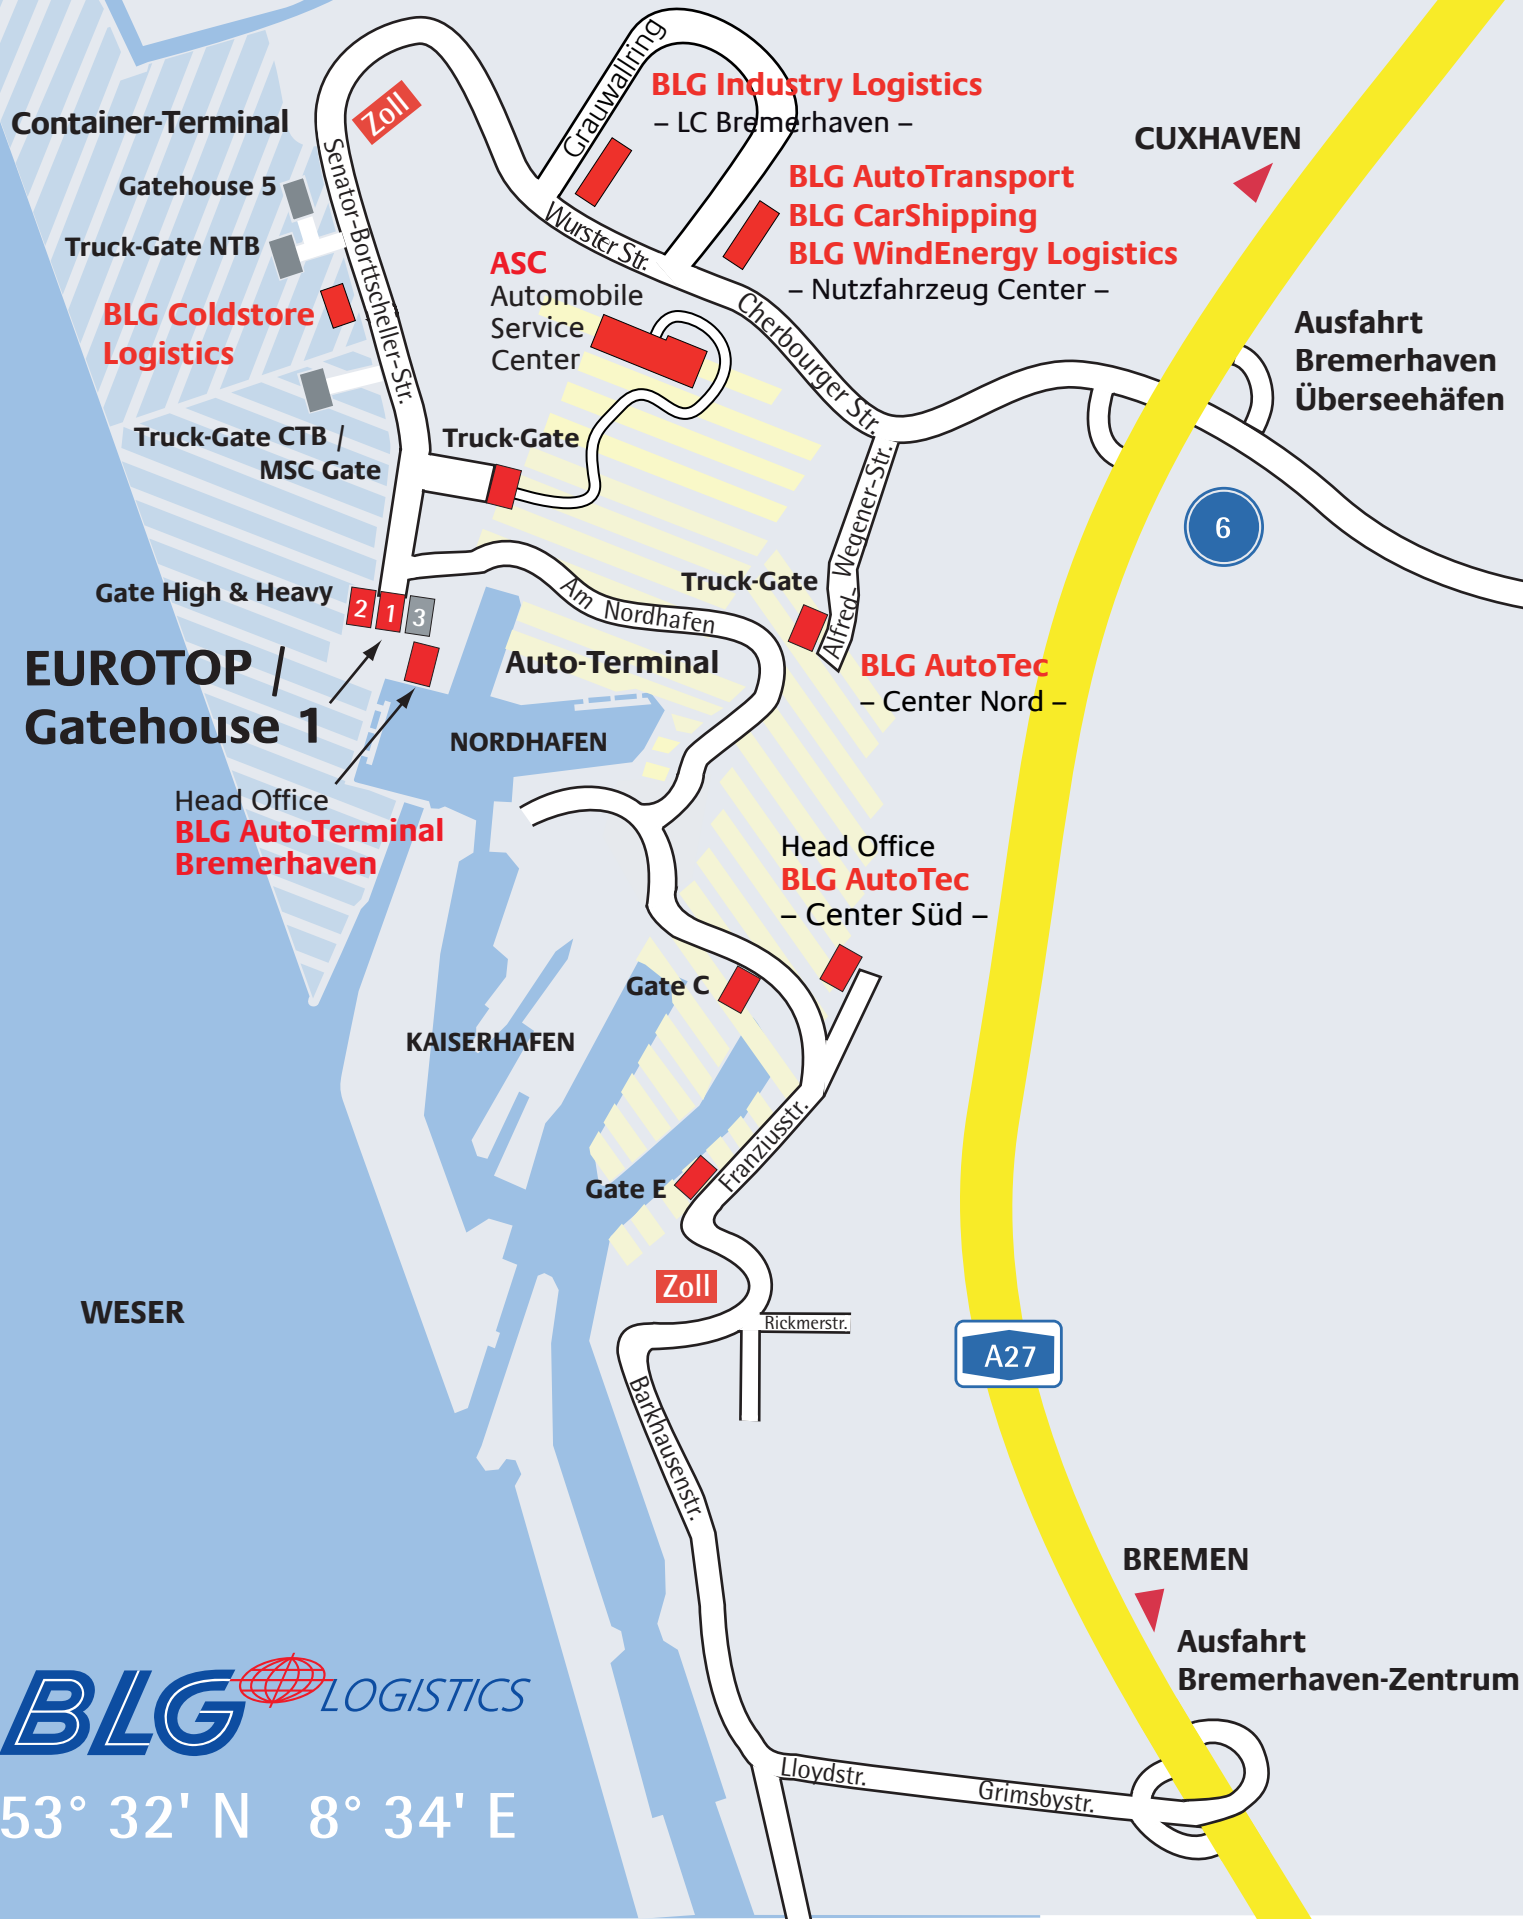 Grauwallring
BLG Industry Logistics
– LC Bremerhaven –
Zoll
Container-Terminal
CUXHAVEN
Gatehouse 5
Senator-Borttscheller-Str.
BLG AutoTransport
BLG CarShipping
BLG WindEnergy Logistics
– Nutzfahrzeug Center –
Wurster Str.
Truck-Gate NTB
ASC
Automobile
Service
Center
BLG Coldstore
Logistics
Cherbourger Str.
Ausfahrt
Bremerhaven
Überseehäfen
Truck-Gate CTB /
MSC Gate
Truck-Gate
6
Alfred- Wegener-Str.
Truck-Gate
Gate High & Heavy
2
1
3
Am Nordhafen
EUROTOP /
Gatehouse 1
Auto-Terminal
BLG AutoTec
– Center Nord –
NORDHAFEN
Head Office
BLG AutoTerminal
Bremerhaven
Head Office
BLG AutoTec
– Center Süd –
Gate C
KAISERHAFEN
Franziusstr.
Gate E
Zoll
WESER
Rickmerstr.
A27
Barkhausenstr.
BREMEN
Ausfahrt
Bremerhaven-Zentrum
BLG LOGISTICS
Lloydstr.
Grimsbystr.
53° 32' N 8° 34' E